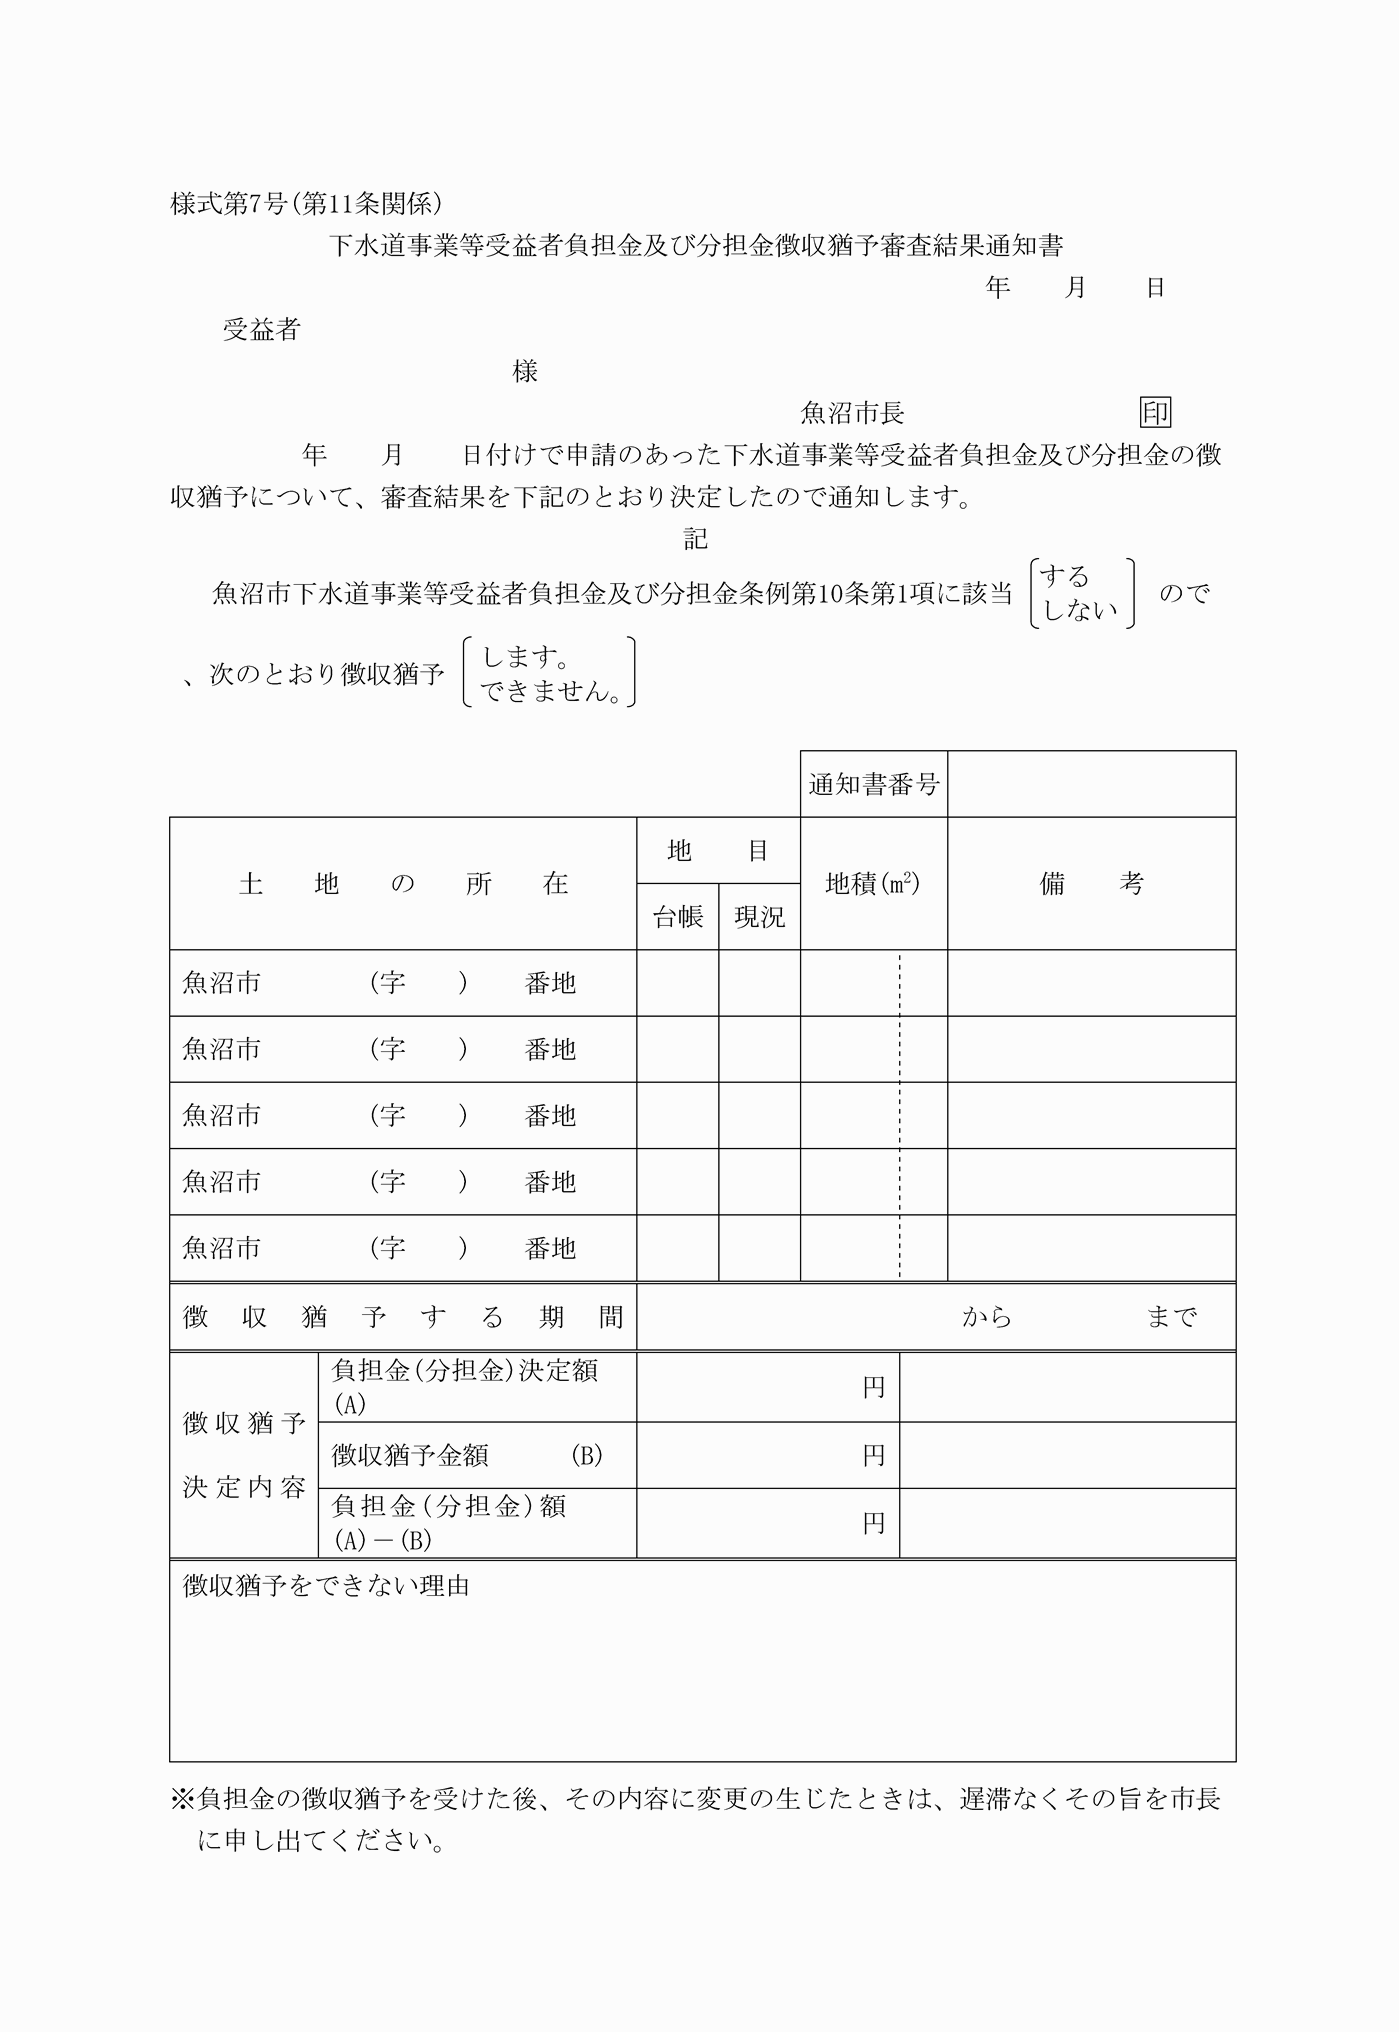 様式第7号(第11条関係)
下水道事業等受益者負担金及び分担金徴収猶予審査結果通知書
年　　月　　日
受益者
様
魚沼市長　　　　　　　　　印
年　　月　　日付けで申請のあった下水道事業等受益者負担金及び分担金の徴
収猶予について、審査結果を下記のとおり決定したので通知します。
記
魚沼市下水道事業等受益者負担金及び分担金条例第10条第1項に該当
する
しない
ので
、次のとおり徴収猶予
します。
できません。
通知書番号
土　地　の　所　在
地　　目
台帳
現況
地積(m²)
備　　考
魚沼市　　　　(字　　)　　番地
魚沼市　　　　(字　　)　　番地
魚沼市　　　　(字　　)　　番地
魚沼市　　　　(字　　)　　番地
魚沼市　　　　(字　　)　　番地
徴収猶予する期間
から　　　　　まで
徴収猶予
決定内容
負担金(分担金)決定額
(A)
円
徴収猶予金額　　　(B)
円
負担金(分担金)額
(A)－(B)
円
徴収猶予をできない理由
※負担金の徴収猶予を受けた後、その内容に変更の生じたときは、遅滞なくその旨を市長
に申し出てください。